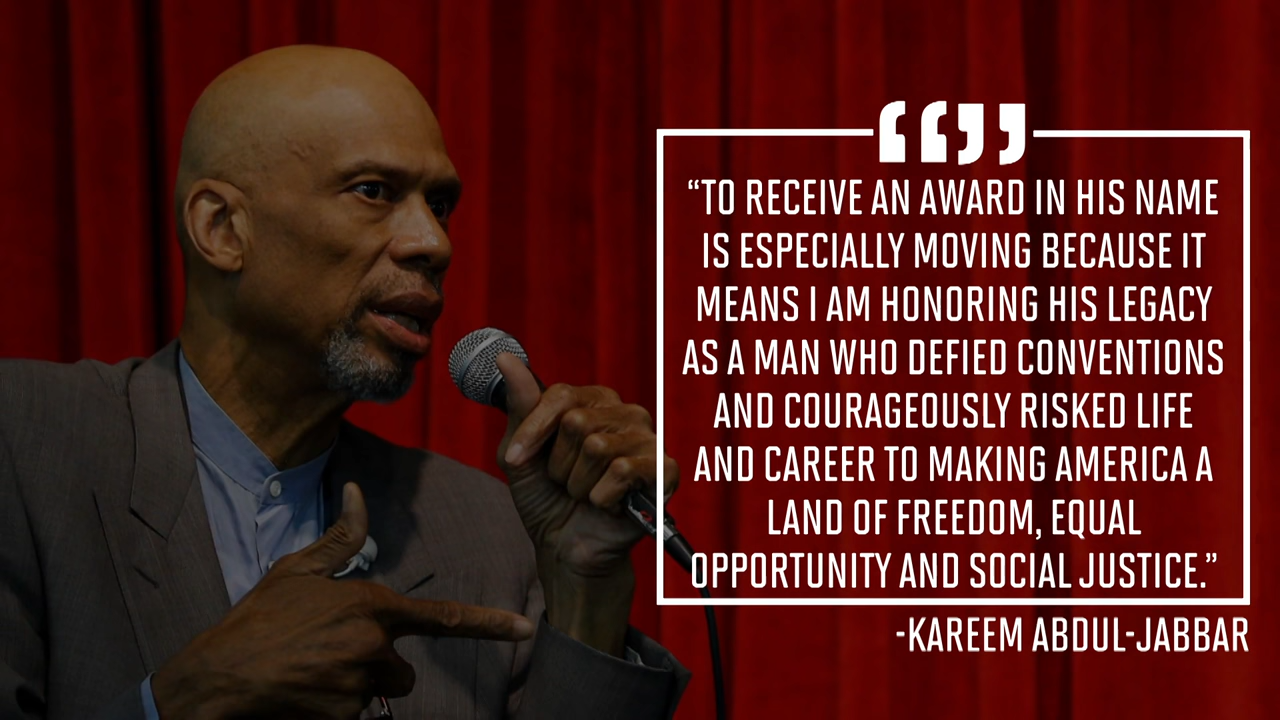 “TO RECEIVE AN AWARD IN HIS NAME
IS ESPECIALLY MOVING BECAUSE IT
MEANS I AM HONORING HIS LEGACY
AS A MAN WHO DEFIED CONVENTIONS
AND COURAGEOUSLY RISKED LIFE
AND CAREER TO MAKING AMERICA A
LAND OF FREEDOM, EQUAL
OPPORTUNITY AND SOCIAL JUSTICE.”
-KAREEM ABDUL-JABBAR